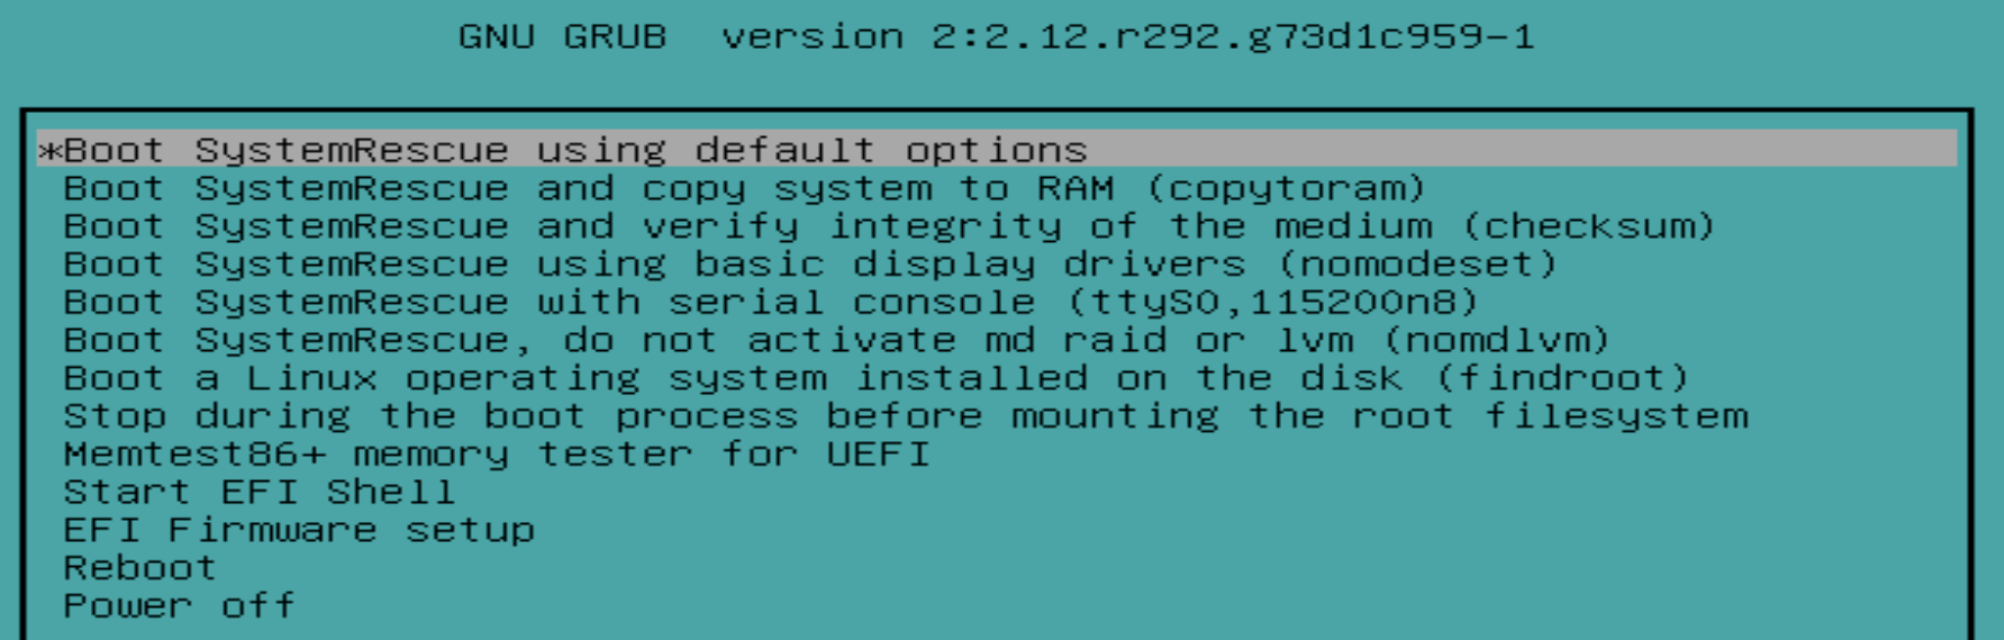 GNU GRUB  version 2:2.12.r292.g73d1c959-1
*Boot SystemRescue using default options
Boot SystemRescue and copy system to RAM (copytoram)
Boot SystemRescue and verify integrity of the medium (checksum)
Boot SystemRescue using basic display drivers (nomodeset)
Boot SystemRescue with serial console (ttyS0,115200n8)
Boot SystemRescue, do not activate md raid or lvm (nomdlvm)
Boot a Linux operating system installed on the disk (findroot)
Stop during the boot process before mounting the root filesystem
Memtest86+ memory tester for UEFI
Start EFI Shell
EFI Firmware setup
Reboot
Power off